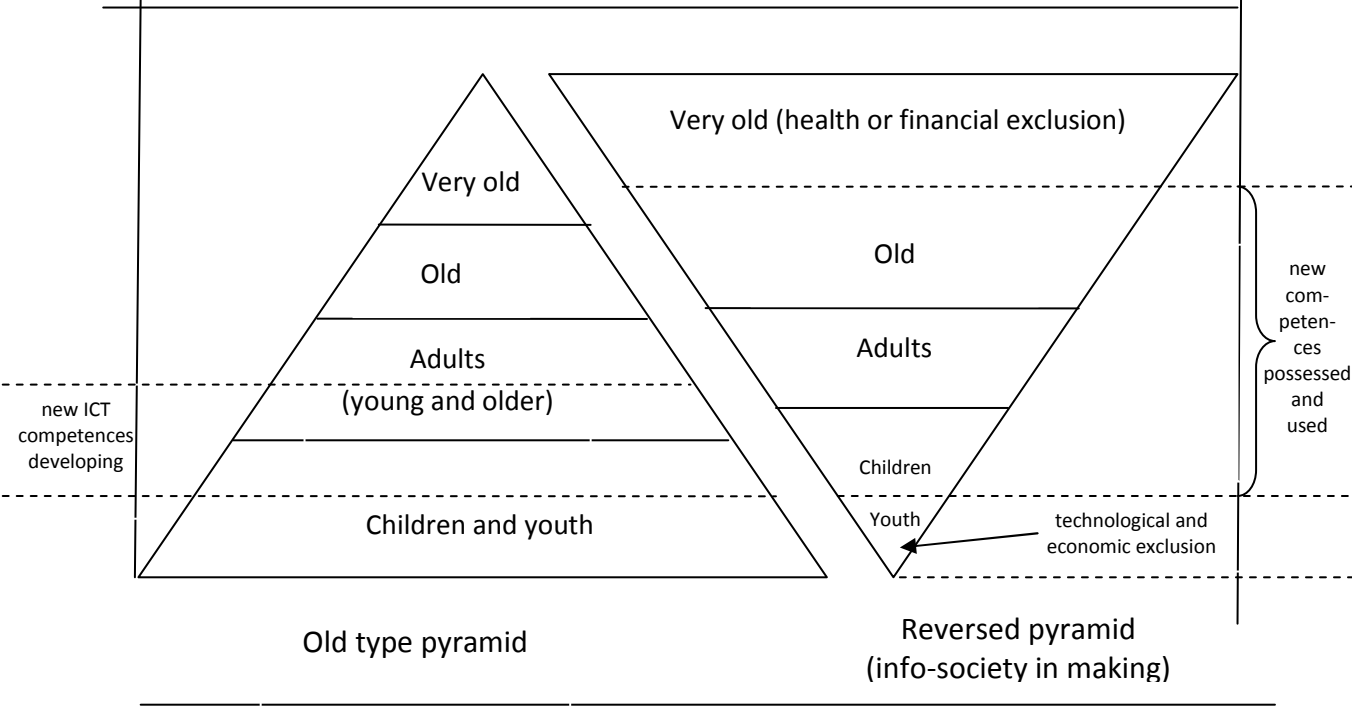 Very old
Old
Adults
(young and older)
Children and youth
new ICT
competences
developing
Old type pyramid
Very old (health or financial exclusion)
Old
Adults
Children
Youth
technological and
economic exclusion
new
com-
peten-
ces
possessed
and
used
Reversed pyramid
(info-society in making)